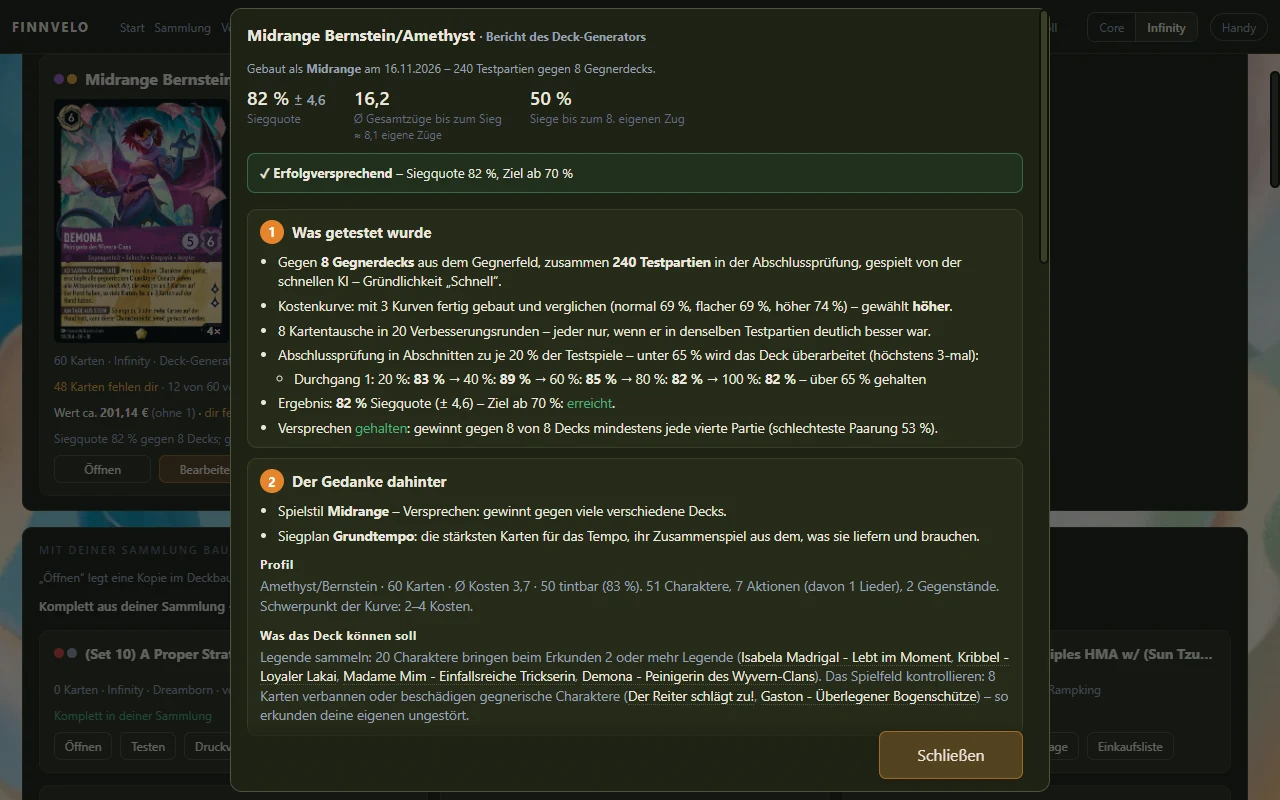 FINNVELO
Start Sammlung
Core Infinity Handy
Midrange Bernstein/Amethyst · Bericht des Deck-Generators
Gebaut als Midrange am 16.11.2026 – 240 Testpartien gegen 8 Gegnerdecks.
82 % ± 4,6
Siegquote
16,2
Ø Gesamtzüge bis zum Sieg
≈ 8,1 eigene Züge
50 %
Siege bis zum 8. eigenen Zug
✓ Erfolgversprechend – Siegquote 82 %, Ziel ab 70 %
1 Was getestet wurde
• Gegen 8 Gegnerdecks aus dem Gegnerfeld, zusammen 240 Testpartien in der Abschlussprüfung, gespielt von der
schnellen KI – Gründlichkeit „Schnell“.
• Kostenkurve: mit 3 Kurven fertig gebaut und verglichen (normal 69 %, flacher 69 %, höher 74 %) – gewählt höher.
• 8 Kartentausche in 20 Verbesserungsrunden – jeder nur, wenn er in denselben Testpartien deutlich besser war.
• Abschlussprüfung in Abschnitten zu je 20 % der Testspiele – unter 65 % wird das Deck überarbeitet (höchstens 3-mal):
◦ Durchgang 1: 20 %: 83 % → 40 %: 89 % → 60 %: 85 % → 80 %: 82 % → 100 %: 82 % – über 65 % gehalten
• Ergebnis: 82 % Siegquote (± 4,6) – Ziel ab 70 %: erreicht.
• Versprechen gehalten: gewinnt gegen 8 von 8 Decks mindestens jede vierte Partie (schlechteste Paarung 53 %).
2 Der Gedanke dahinter
• Spielstil Midrange – Versprechen: gewinnt gegen viele verschiedene Decks.
• Siegplan Grundtempo: die stärksten Karten für das Tempo, ihr Zusammenspiel aus dem, was sie liefern und brauchen.
Profil
Amethyst/Bernstein · 60 Karten · Ø Kosten 3,7 · 50 tintbar (83 %). 51 Charaktere, 7 Aktionen (davon 1 Lieder), 2 Gegenstände.
Schwerpunkt der Kurve: 2–4 Kosten.
Was das Deck können soll
Legende sammeln: 20 Charaktere bringen beim Erkunden 2 oder mehr Legende (Isabela Madrigal - Lebt im Moment, Kribbel -
Loyaler Lakai, Madame Mim - Einfallsreiche Trickserin, Demona - Peinigerin des Wyvern-Clans). Das Spielfeld kontrollieren: 8
Karten verbannen oder beschädigen gegnerische Charaktere (Der Reiter schlägt zu!, Gaston - Überlegener Bogenschütze) – so
erkunden deine eigenen ungestört.
Schließen
Midrange Bernstein
6
DEMONA
Peinigerin des Wyvern-Clans
5 6
4×
60 Karten · Infinity · Deck-Generat
48 Karten fehlen dir · 12 von 60 v
Wert ca. 201,14 € (ohne 1) · dir fe
Siegquote 82 % gegen 8 Decks; g
Öffnen Bearbeite
MIT DEINER SAMMLUNG BAU
„Öffnen“ legt eine Kopie im Deckbau
Komplett aus deiner Sammlung
(Set 10) A Proper Stra
0 Karten · Infinity · Dreamborn · v
Komplett in deiner Sammlung
Öffnen Testen Druckv
iples HMA w/ (Sun Tzu...
Rampking
age Einkaufsliste